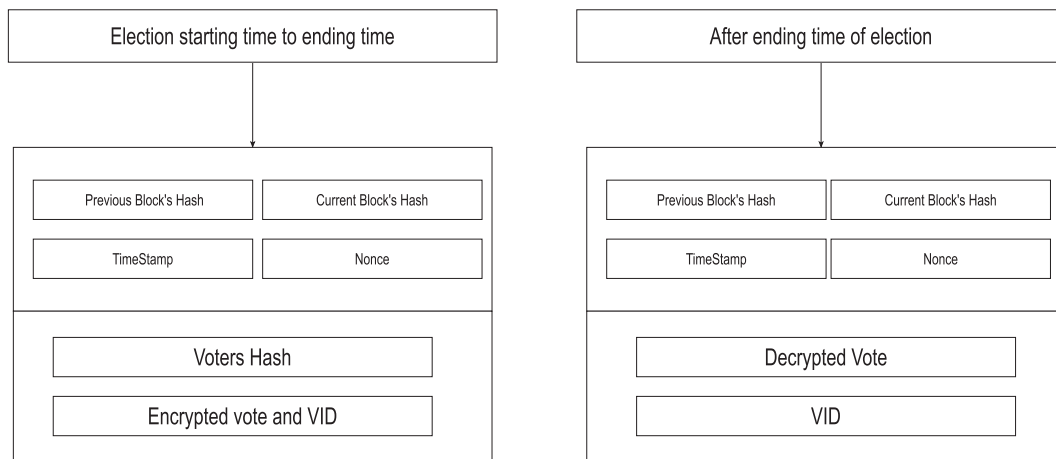 Election starting time to ending time
After ending time of election
Previous Block's Hash
Current Block's Hash
TimeStamp
Nonce
Voters Hash
Encrypted vote and VID
Previous Block's Hash
Current Block's Hash
TimeStamp
Nonce
Decrypted Vote
VID